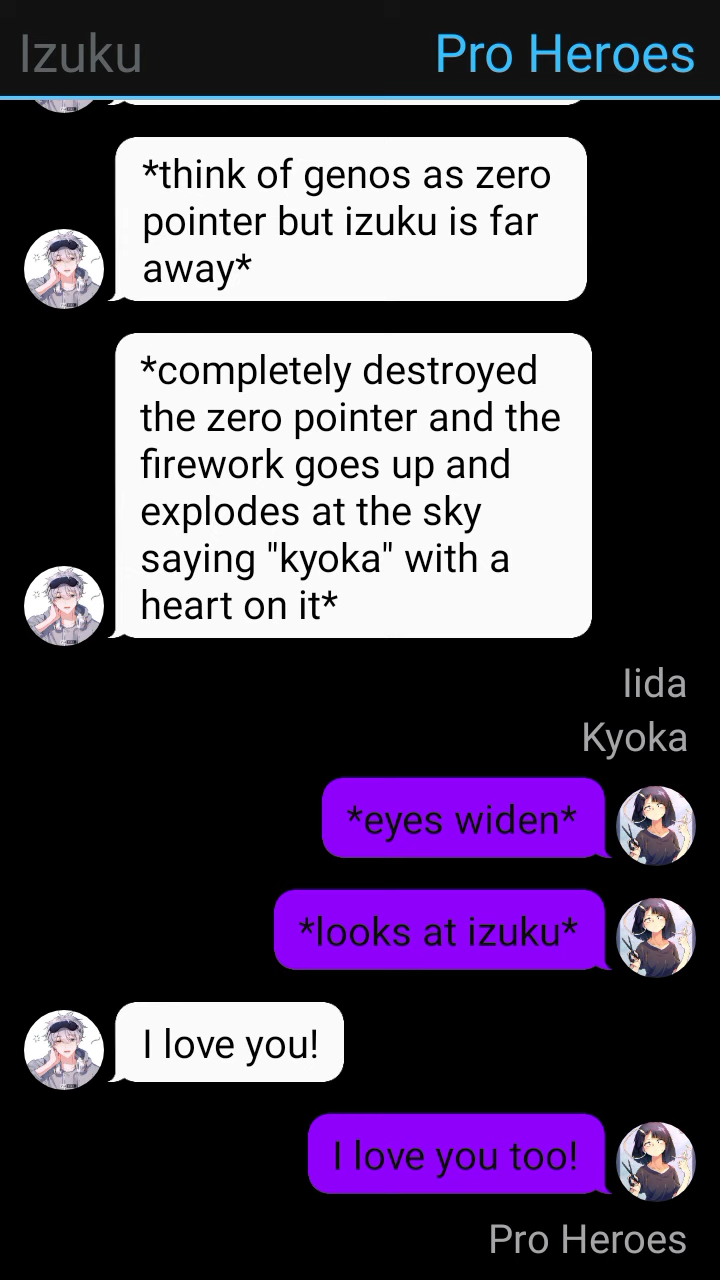 Izuku
Pro Heroes
*think of genos as zero
pointer but izuku is far
away*
*completely destroyed
the zero pointer and the
firework goes up and
explodes at the sky
saying "kyoka" with a
heart on it*
Iida
Kyoka
*eyes widen*
*looks at izuku*
I love you!
I love you too!
Pro Heroes